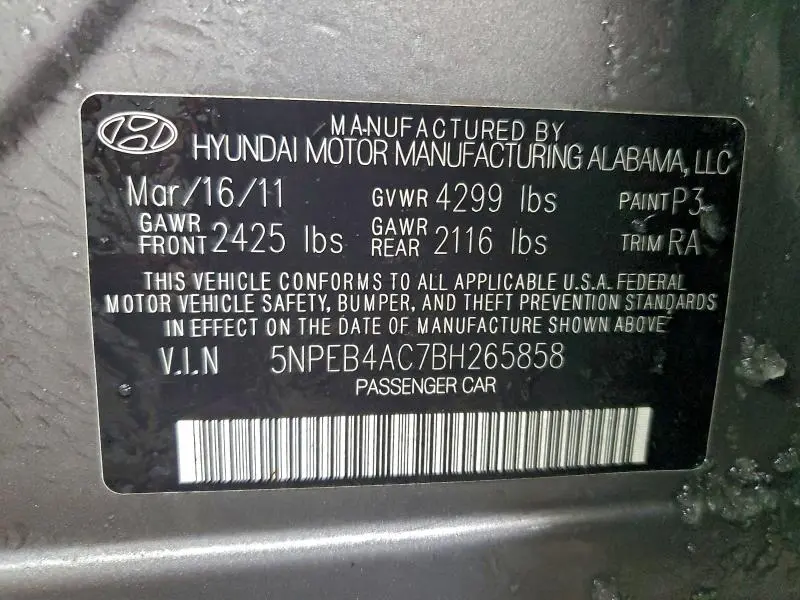 MANUFACTURED BY
HYUNDAI MOTOR MANUFACTURING ALABAMA, LLC
Mar/16/11 GVWR 4299 lbs PAINT P3
GAWR FRONT 2425 lbs GAWR REAR 2116 lbs TRIM RA
THIS VEHICLE CONFORMS TO ALL APPLICABLE U.S.A. FEDERAL
MOTOR VEHICLE SAFETY, BUMPER, AND THEFT PREVENTION STANDARDS
IN EFFECT ON THE DATE OF MANUFACTURE SHOWN ABOVE.
V.I.N 5NPEB4AC7BH265858
PASSENGER CAR